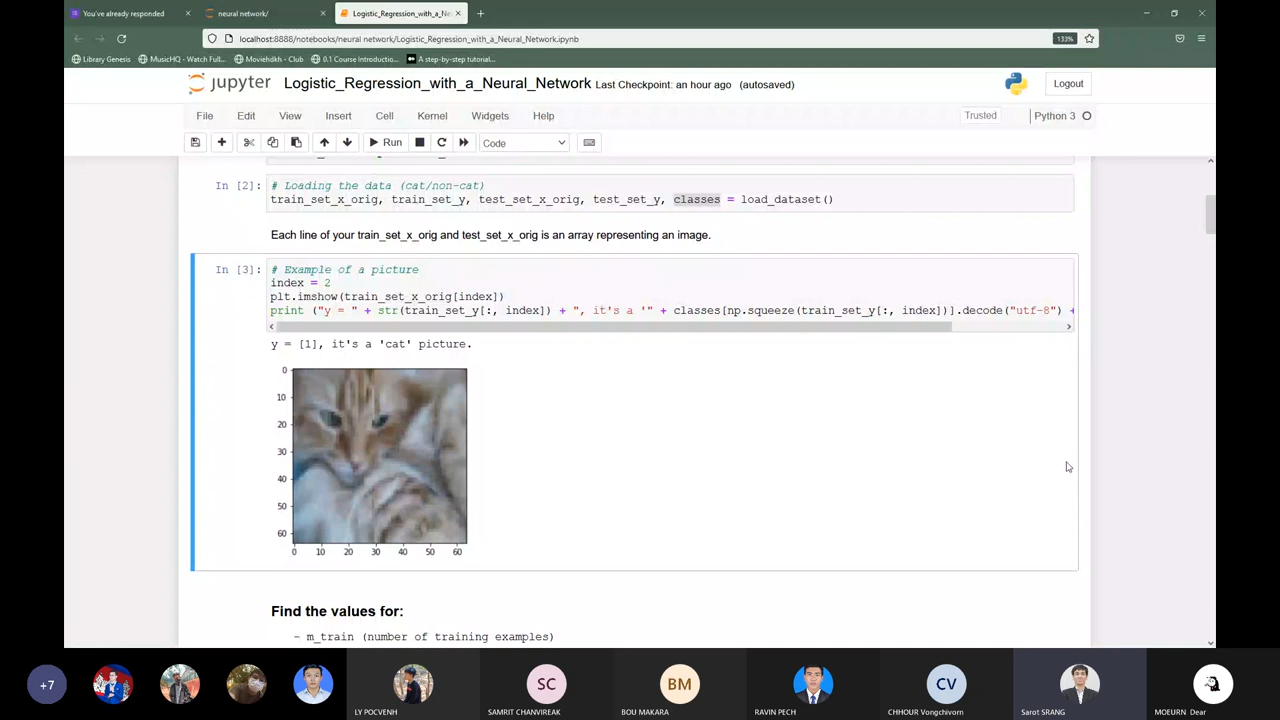 You've already responded
neural network/
Logistic_Regression_with_a_Ne
localhost:8888/notebooks/neural network/Logistic_Regression_with_a_Neural_Network.ipynb
133%
Library Genesis
MusicHQ - Watch Full...
Moviehdkh - Club
0.1 Course Introductio...
A step-by-step tutorial...
jupyter
Logistic_Regression_with_a_Neural_Network Last Checkpoint: an hour ago (autosaved)
Logout
File Edit View Insert Cell Kernel Widgets Help
Trusted
Python 3
Run
Code
In [2]:
# Loading the data (cat/non-cat)
train_set_x_orig, train_set_y, test_set_x_orig, test_set_y, classes = load_dataset()
Each line of your train_set_x_orig and test_set_x_orig is an array representing an image.
In [3]:
# Example of a picture
index = 2
plt.imshow(train_set_x_orig[index])
print ("y = " + str(train_set_y[:, index]) + ", it's a '" + classes[np.squeeze(train_set_y[:, index])].decode("utf-8") +
y = [1], it's a 'cat' picture.
0
10
20
30
40
50
60
0 10 20 30 40 50 60
Find the values for:
- m_train (number of training examples)
+7
SC
BM
CV
LY POCVENH
SAMRIT CHANVIREAK
BOU MAKARA
RAVIN PECH
CHHOUR Vongchivorn
Sarot SRANG
MOEURN Dear